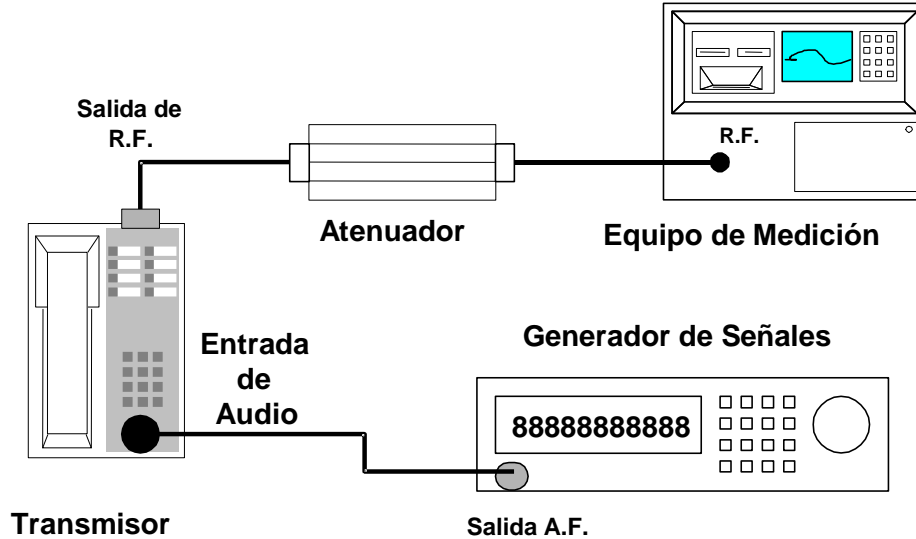 Salida de
R.F.
R.F.
Atenuador
Equipo de Medición
Entrada
de
Audio
Generador de Señales
88888888888
Transmisor
Salida A.F.